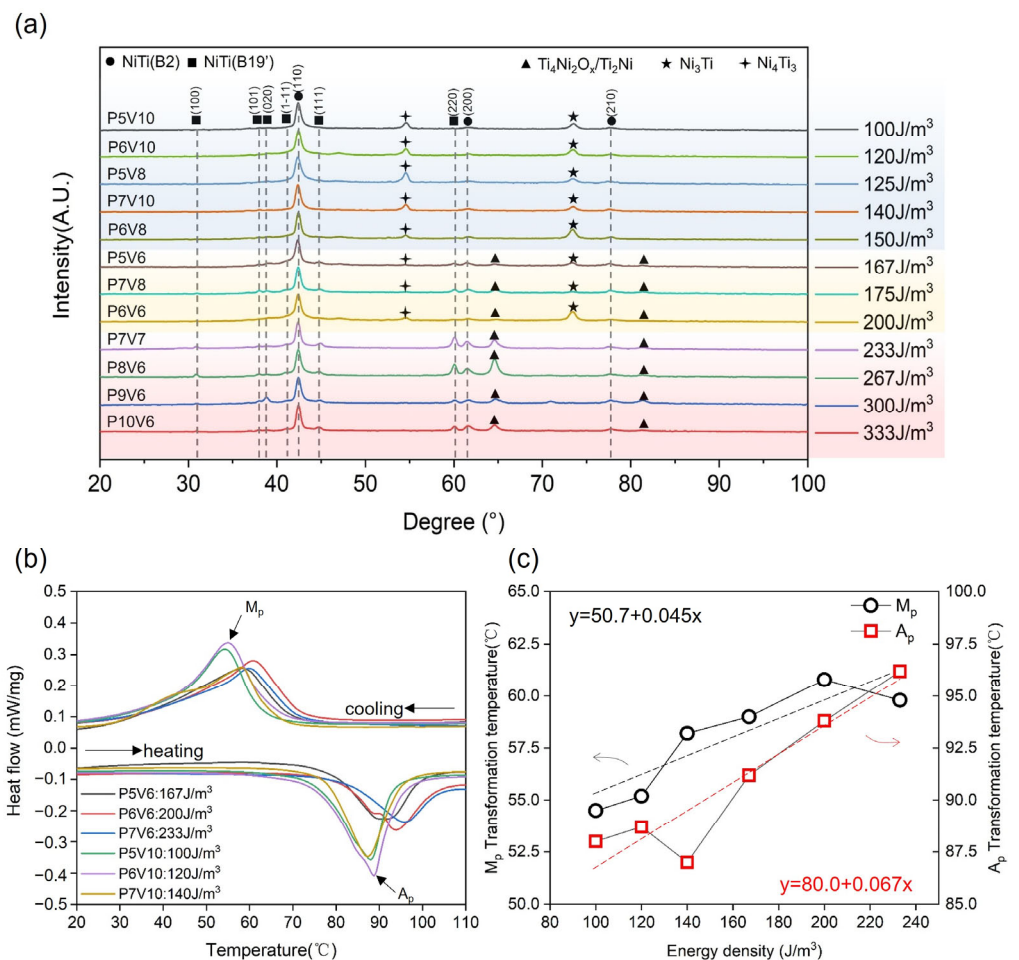 (a)
● NiTi(B2) ■ NiTi(B19')
▲ Ti₄Ni₂Oₓ/Ti₂Ni ★ Ni₃Ti ✦ Ni₄Ti₃
(100)
(101)
(020)
(1-11)
(110)
(111)
(220)
(200)
(210)
P5V10 100J/m³
P6V10 120J/m³
P5V8 125J/m³
P7V10 140J/m³
P6V8 150J/m³
P5V6 167J/m³
P7V8 175J/m³
P6V6 200J/m³
P7V7 233J/m³
P8V6 267J/m³
P9V6 300J/m³
P10V6 333J/m³
Intensity(A.U.)
20 30 40 50 60 70 80 90 100
Degree (°)
(b)
Heat flow (mW/mg)
0.5
0.4
0.3
0.2
0.1
0.0
−0.1
−0.2
−0.3
−0.4
−0.5
Mₚ
cooling
heating
P5V6:167J/m³
P6V6:200J/m³
P7V6:233J/m³
P5V10:100J/m³
P6V10:120J/m³
P7V10:140J/m³
Aₚ
20 30 40 50 60 70 80 90 100 110
Temperature(℃)
(c)
Mₚ Transformation temperature(℃)
65.0
62.5
60.0
57.5
55.0
52.5
50.0
y=50.7+0.045x
Mₚ
Aₚ
y=80.0+0.067x
100.0
97.5
95.0
92.5
90.0
87.5
85.0
Aₚ Transformation temperature(℃)
80 100 120 140 160 180 200 220 240
Energy density (J/m³)